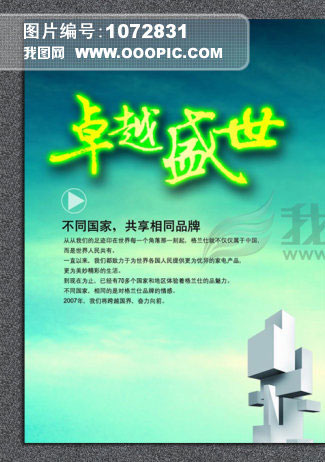 图片编号:1072831
我图网 www.OOOPIC.com
卓越盛世
不同国家，共享相同品牌
从从我们的足迹印在世界每一个角落那一刻起，格兰仕就不仅仅属于中国，
而是世界人民共有。
一直以来，我们都致力于为世界各国人民提供更为优异的家电产品，
更为美妙精彩的生活。
到现在为止，已经有70多个国家和地区体验着格兰仕的品魅力。
不同国家，相同的是对格兰仕品牌的情感。
2007年，我们将跨越国界，奋力向前。
我